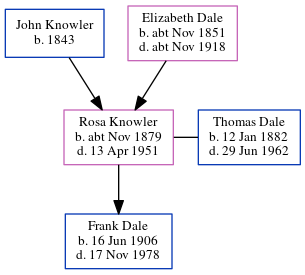 John Knowler
b. 1843
Elizabeth Dale
b. abt Nov 1851
d. abt Nov 1918
Rosa Knowler
b. abt Nov 1879
d. 13 Apr 1951
Thomas Dale
b. 12 Jan 1882
d. 29 Jun 1962
Frank Dale
b. 16 Jun 1906
d. 17 Nov 1978